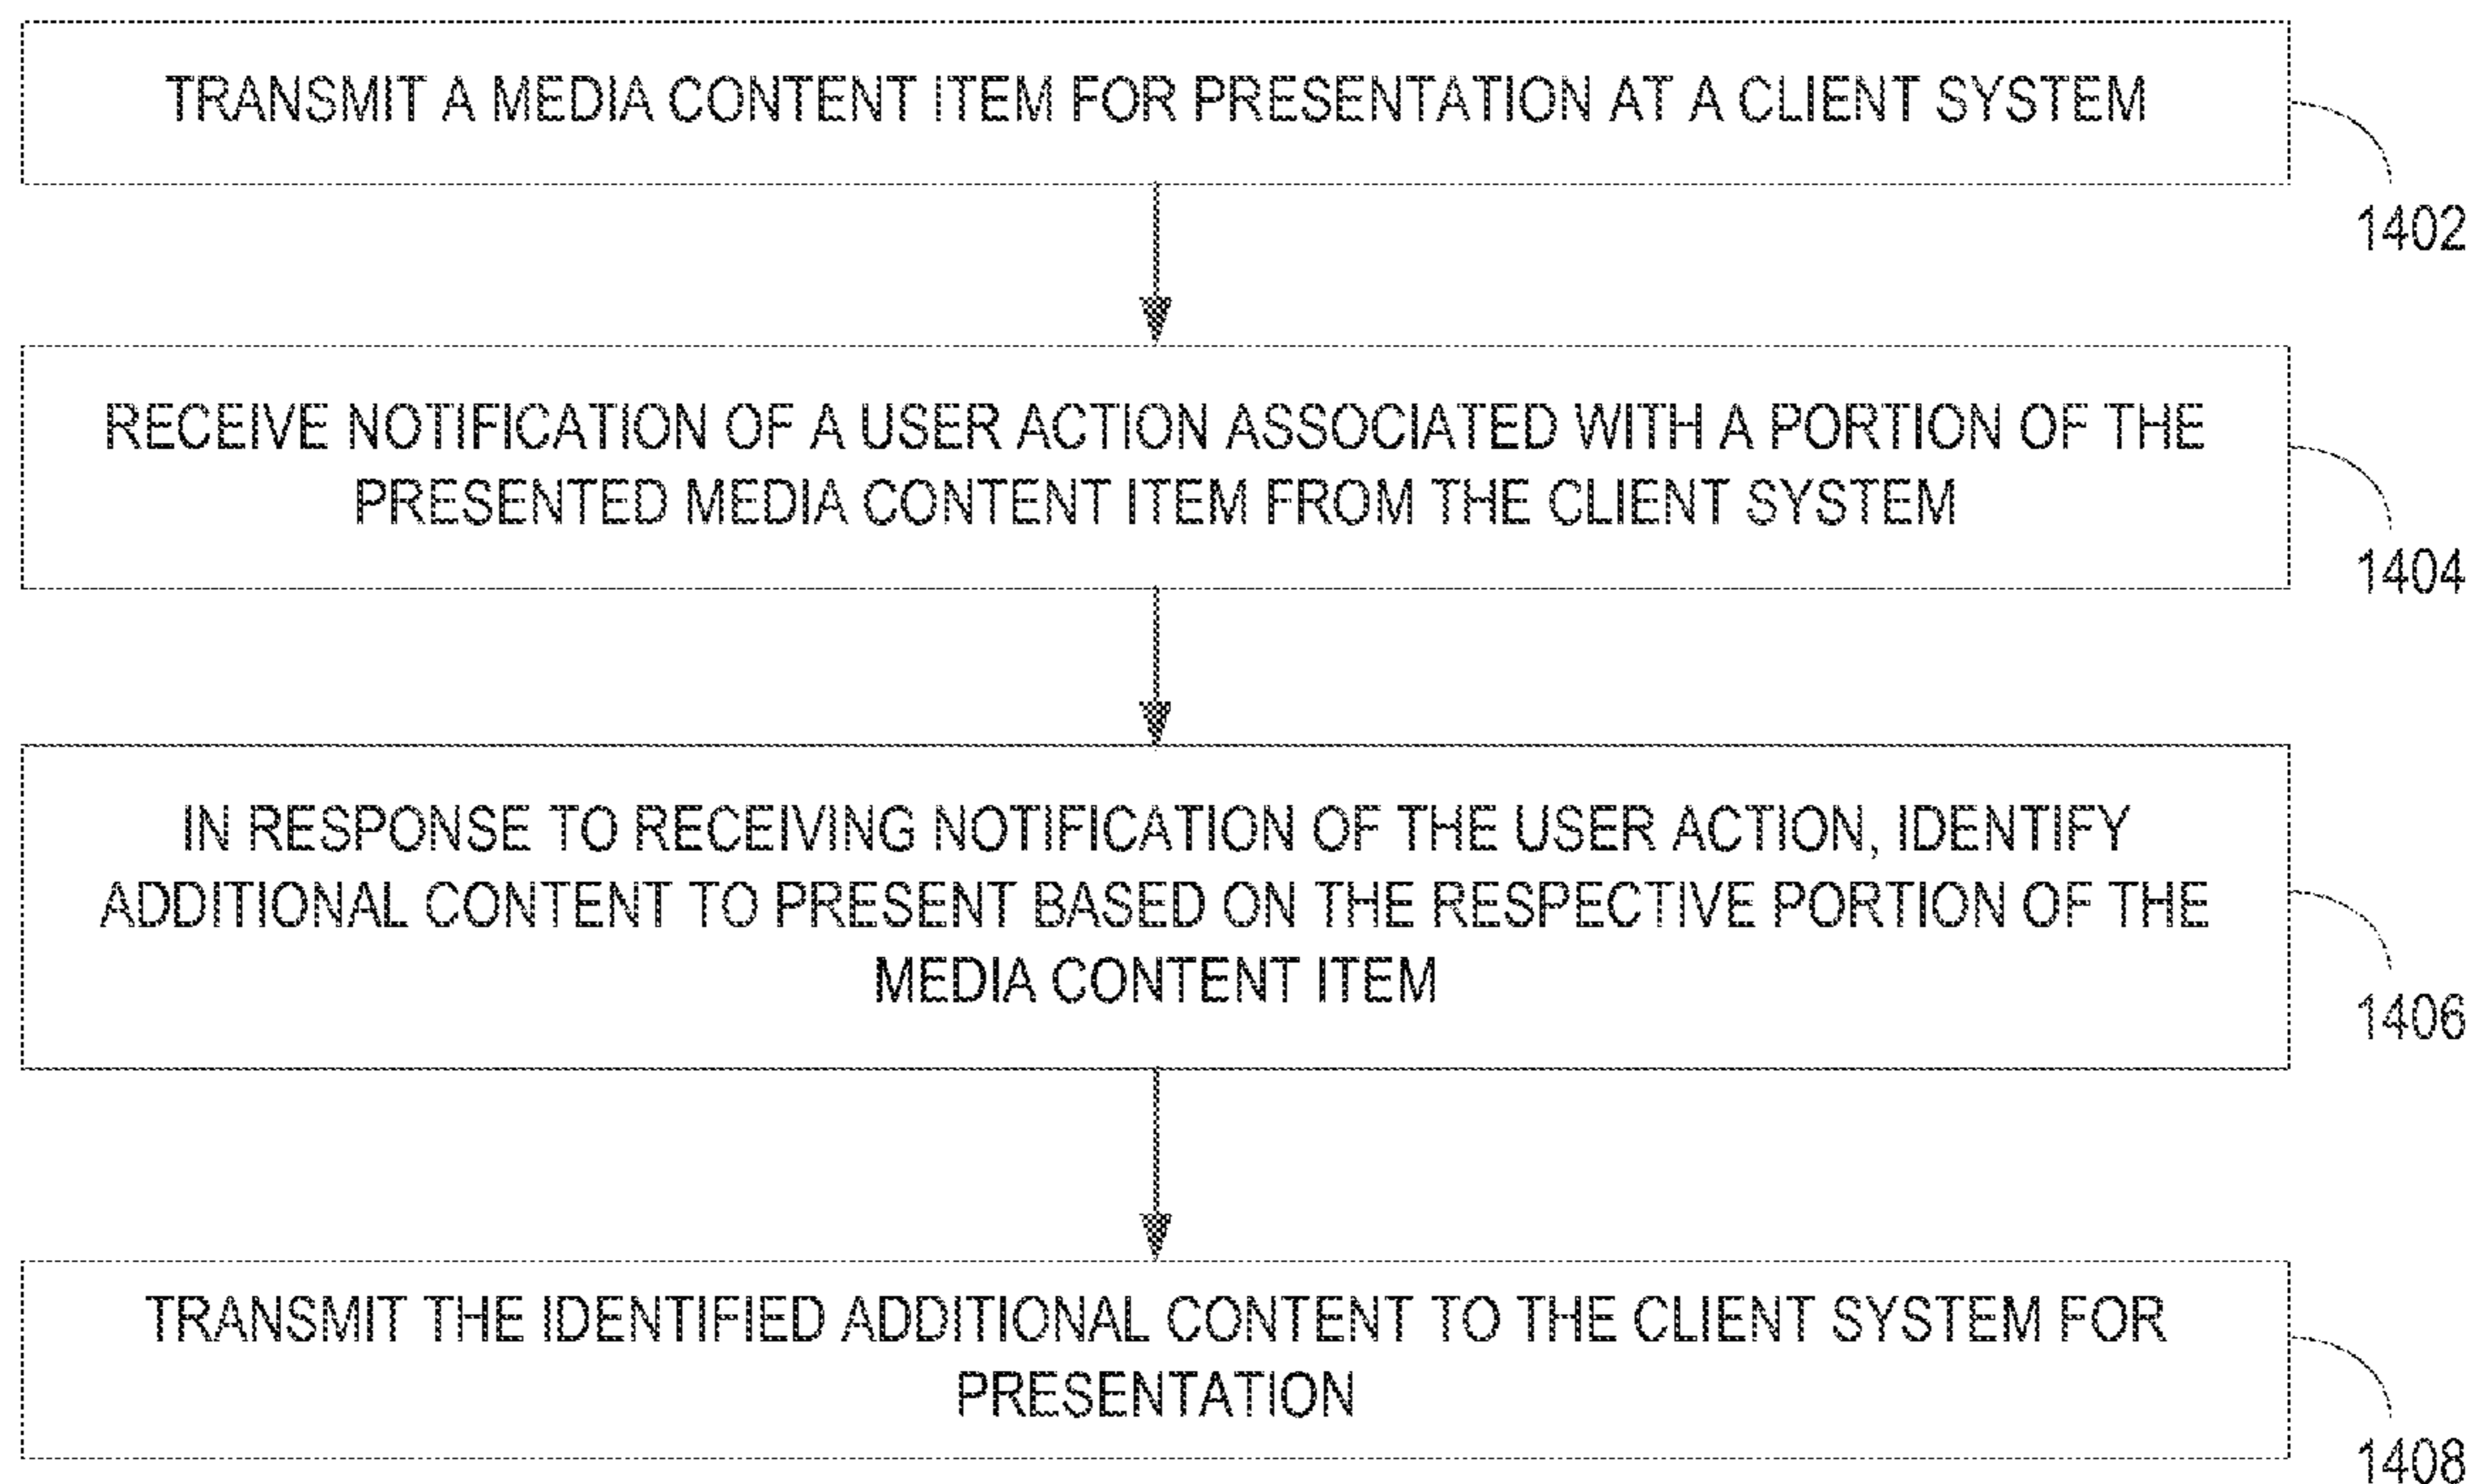 TRANSMIT A MEDIA CONTENT ITEM FOR PRESENTATION AT A CLIENT SYSTEM
1402
RECEIVE NOTIFICATION OF A USER ACTION ASSOCIATED WITH A PORTION OF THE
PRESENTED MEDIA CONTENT ITEM FROM THE CLIENT SYSTEM
1404
IN RESPONSE TO RECEIVING NOTIFICATION OF THE USER ACTION, IDENTIFY
ADDITIONAL CONTENT TO PRESENT BASED ON THE RESPECTIVE PORTION OF THE
MEDIA CONTENT ITEM
1406
TRANSMIT THE IDENTIFIED ADDITIONAL CONTENT TO THE CLIENT SYSTEM FOR
PRESENTATION
1408